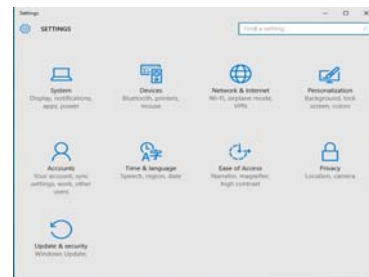 Settings
SETTINGS
Find a setting
System
Display, notifications,
apps, power
Devices
Bluetooth, printers,
mouse
Network & Internet
Wi-Fi, airplane mode,
VPN
Personalization
Background, lock
screen, colors
Accounts
Your account, sync
settings, work, other
users
Time & language
Speech, region, date
Ease of Access
Narrator, magnifier,
high contrast
Privacy
Location, camera
Update & security
Windows Update,